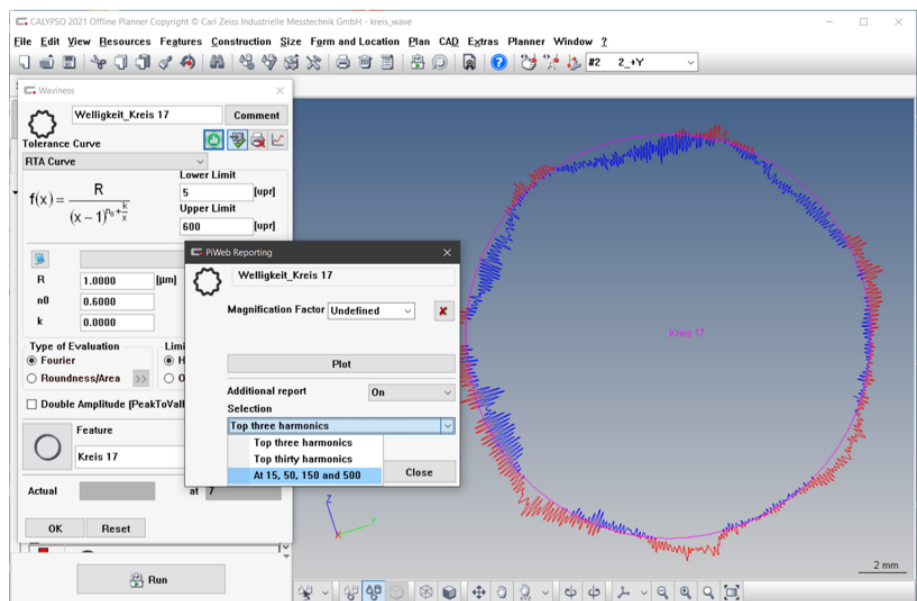 CALYPSO 2021 Offline Planner Copyright © Carl Zeiss Industrielle Messtechnik GmbH - kreis_wave
File Edit View Resources Features Construction Size Form and Location Plan CAD Extras Planner Window ?
#2 2_+Y
Waviness
Welligkeit_Kreis 17
Comment
Tolerance Curve
RTA Curve
Lower Limit
5 [upr]
Upper Limit
600 [upr]
f(x) = R / (x − 1)^(n₀ + k/x)
R 1.0000 [µm]
n0 0.6000
k 0.0000
Type of Evaluation
Fourier
Roundness/Area >>
Double Amplitude (PeakToVall
Feature
Kreis 17
Actual at 7
OK Reset
Run
PiWeb Reporting
Welligkeit_Kreis 17
Magnification Factor Undefined
Plot
Additional report On
Selection
Top three harmonics
Top three harmonics
Top thirty harmonics
At 15, 50, 150 and 500
Close
Kreis 17
Z
Y
2 mm